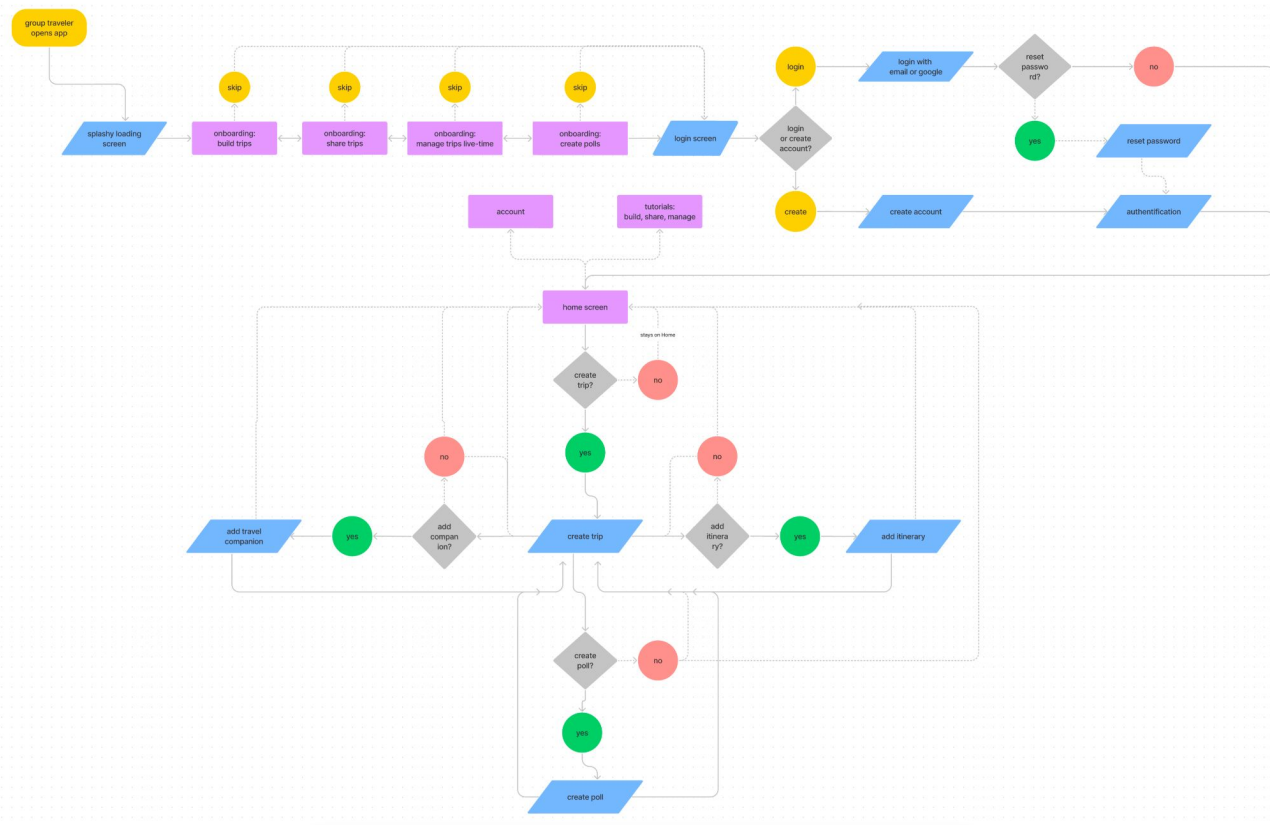 group traveler
opens app
skip
skip
skip
skip
login
login with
email or google
reset
passwo
rd?
no
splashy loading
screen
onboarding:
build trips
onboarding:
share trips
onboarding:
manage trips live-time
onboarding:
create polls
login screen
login
or create
account?
yes
reset password
account
tutorials:
build, share, manage
create
create account
authentification
home screen
stays on Home
create
trip?
no
no
yes
no
add travel
companion
yes
add
compan
ion?
create trip
add
itinera
ry?
yes
add itinerary
create
poll?
no
yes
create poll